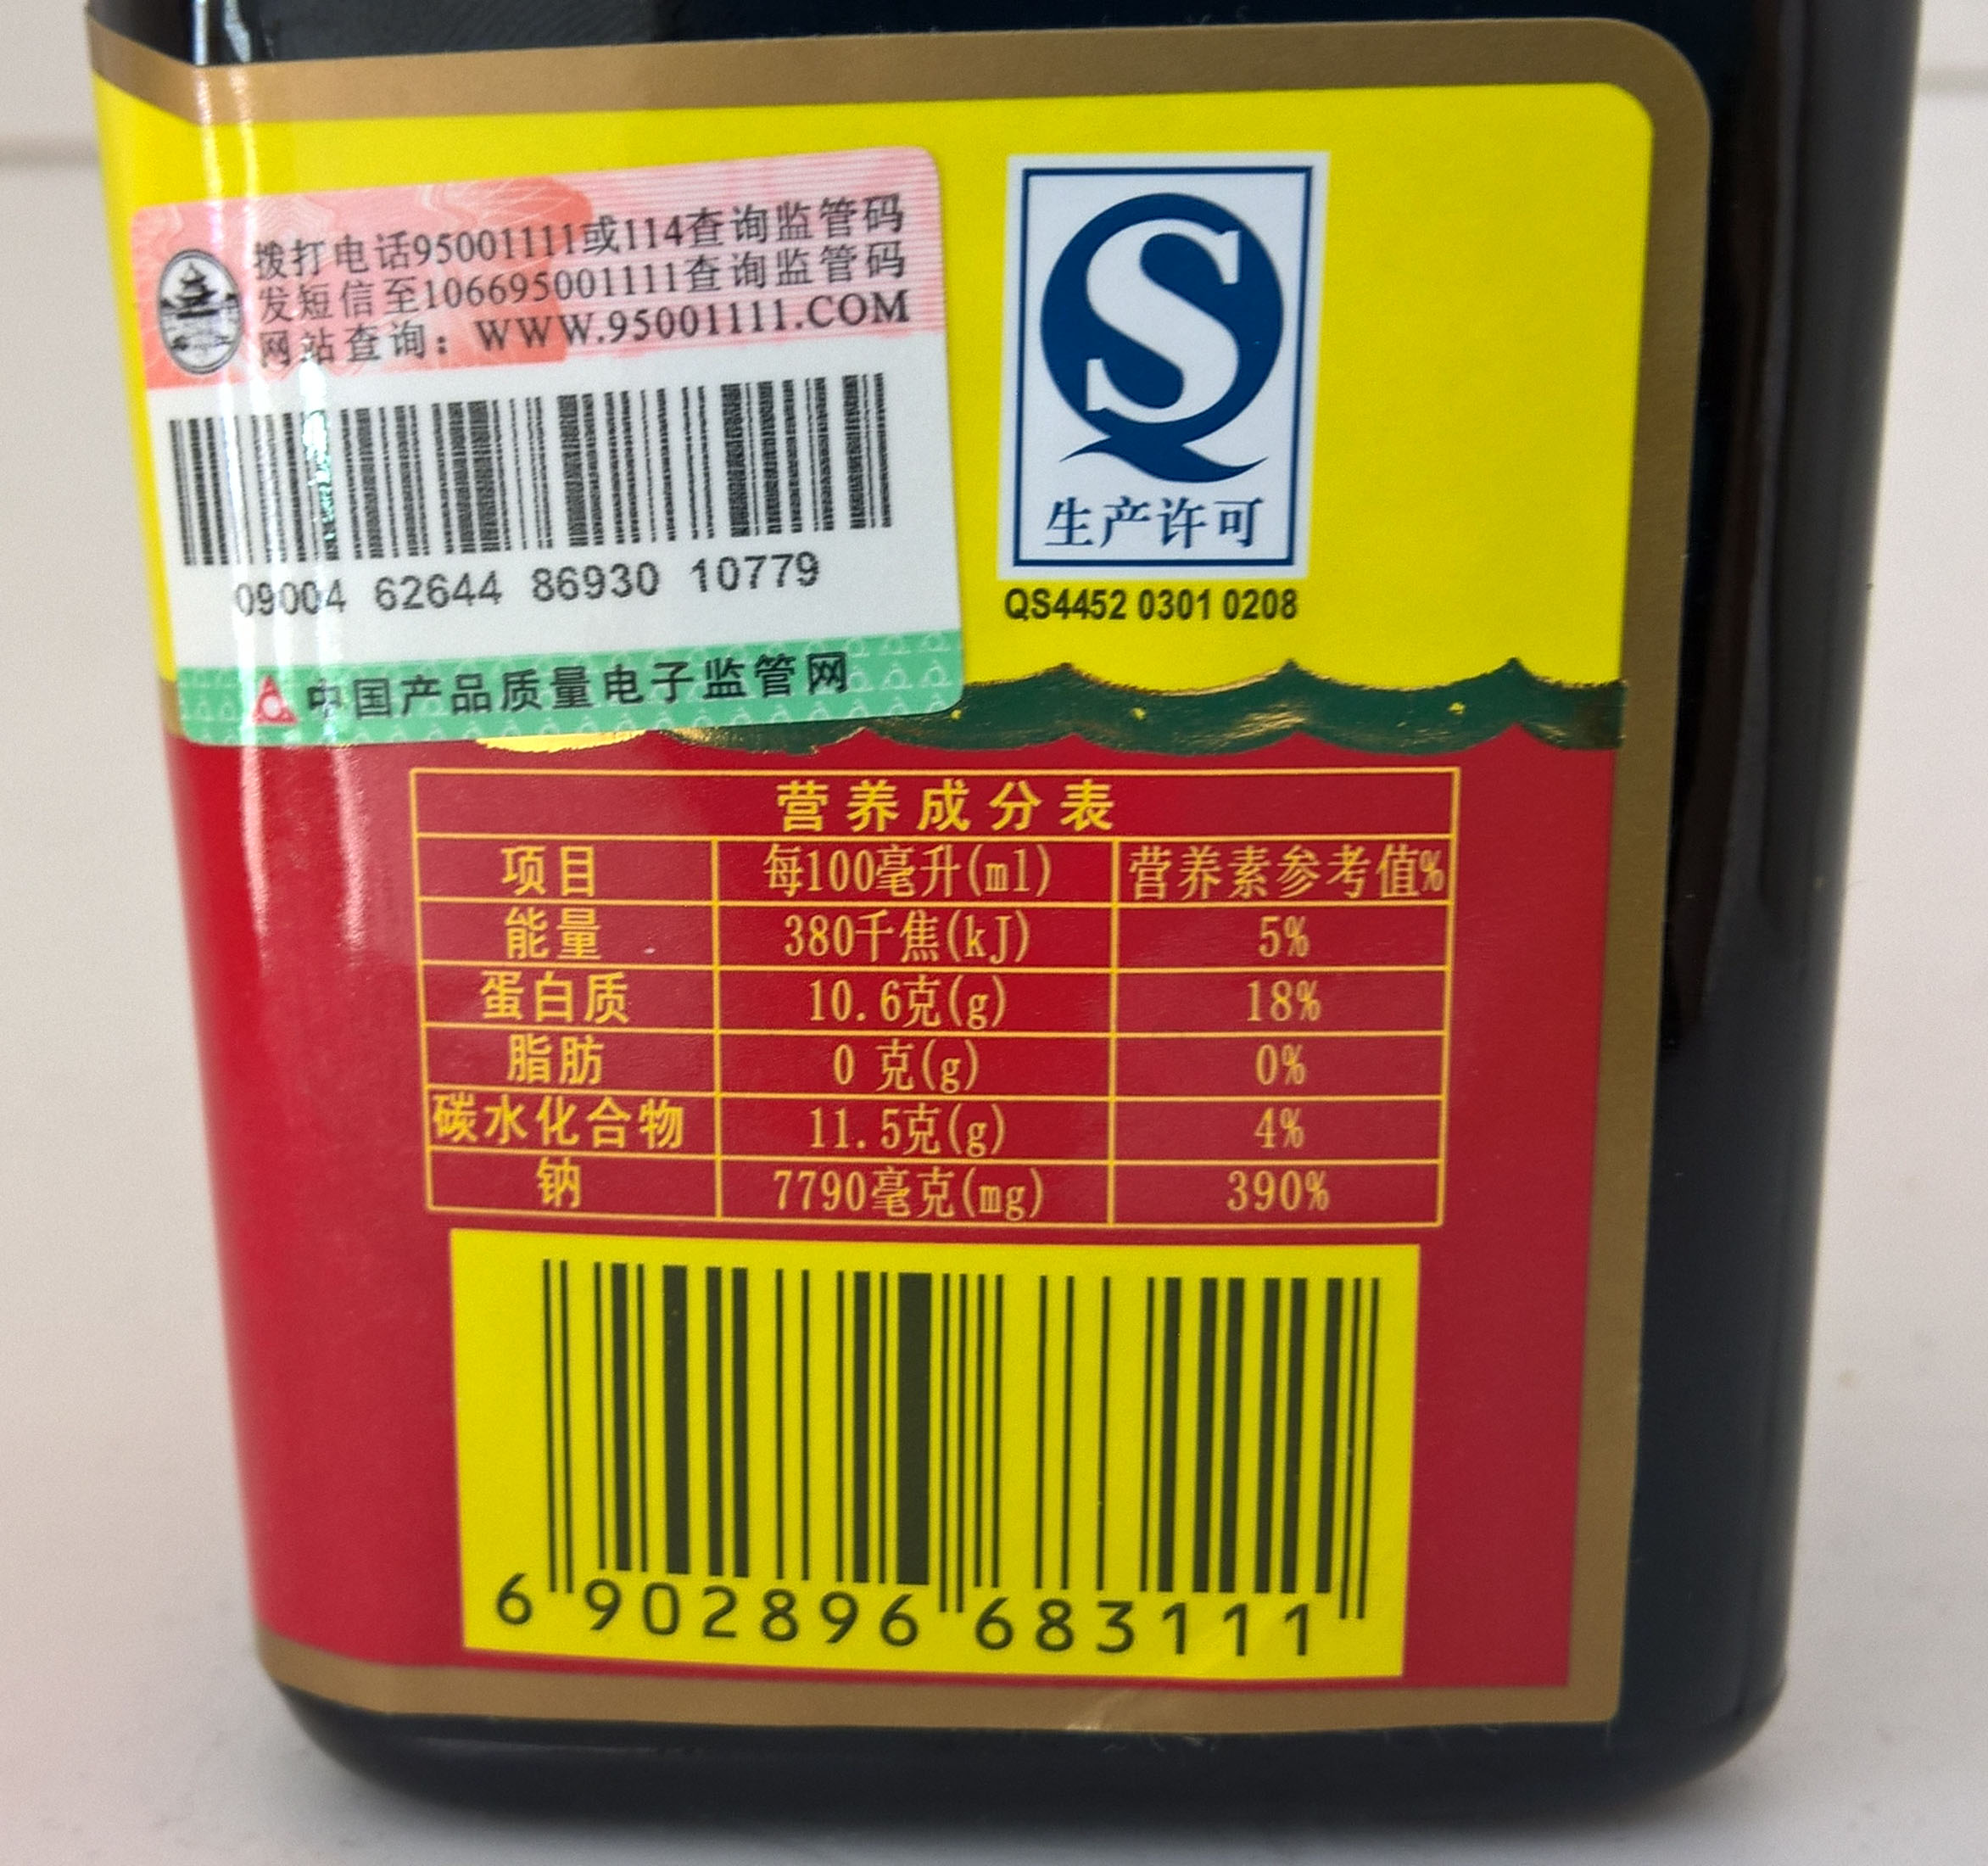 拨打电话95001111或114查询监管码
发短信至106695001111查询监管码
网站查询：WWW.95001111.COM
09004 62644 86930 10779
中国产品质量电子监管网
QS
生产许可
QS4452 0301 0208
营养成分表
项目 每100毫升(ml) 营养素参考值%
能量 380千焦(kJ) 5%
蛋白质 10.6克(g) 18%
脂肪 0 克(g) 0%
碳水化合物 11.5克(g) 4%
钠 7790毫克(mg) 390%
6 902896 683111